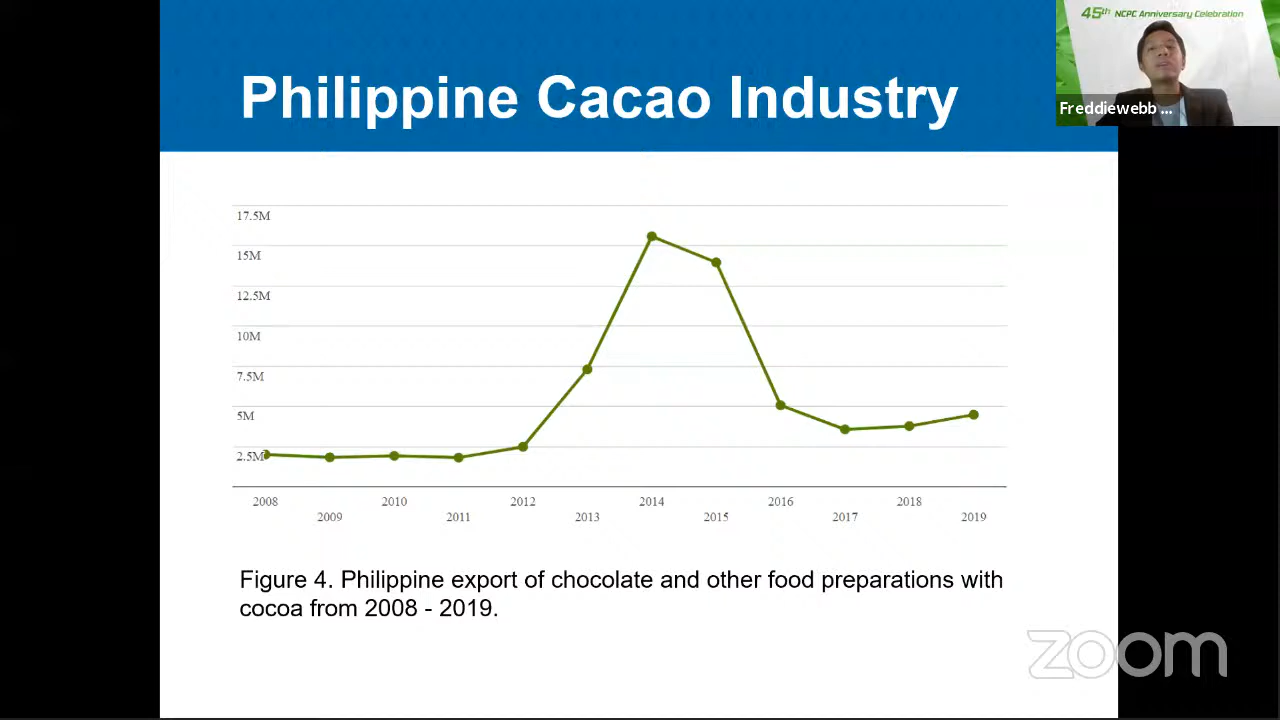 45th NCPC Anniversary Celebration
Philippine Cacao Industry
Freddiewebb ...
17.5M
15M
12.5M
10M
7.5M
5M
2.5M
2008 2009 2010 2011 2012 2013 2014 2015 2016 2017 2018 2019
Figure 4. Philippine export of chocolate and other food preparations with
cocoa from 2008 - 2019.
zoom